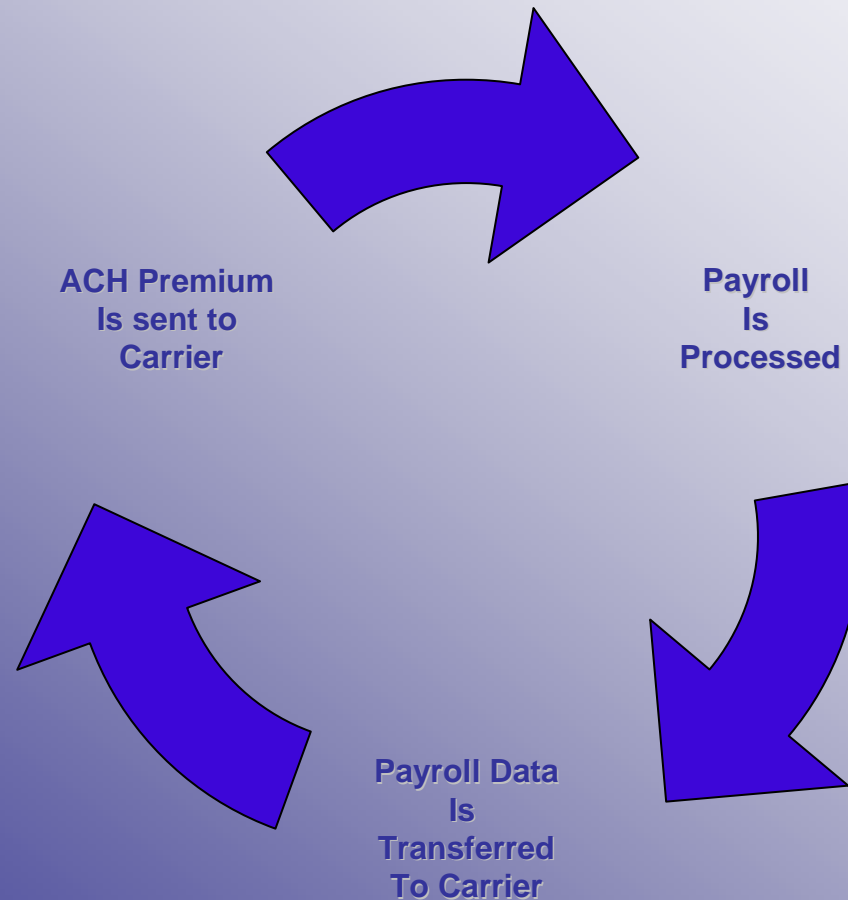 ACH Premium
Is sent to
Carrier
Payroll
Is
Processed
Payroll Data
Is
Transferred
To Carrier